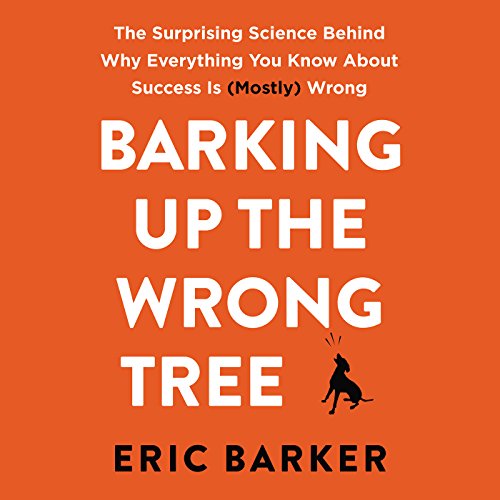 The Surprising Science Behind
Why Everything You Know About
Success Is (Mostly) Wrong
BARKING
UP THE
WRONG
TREE
ERIC BARKER